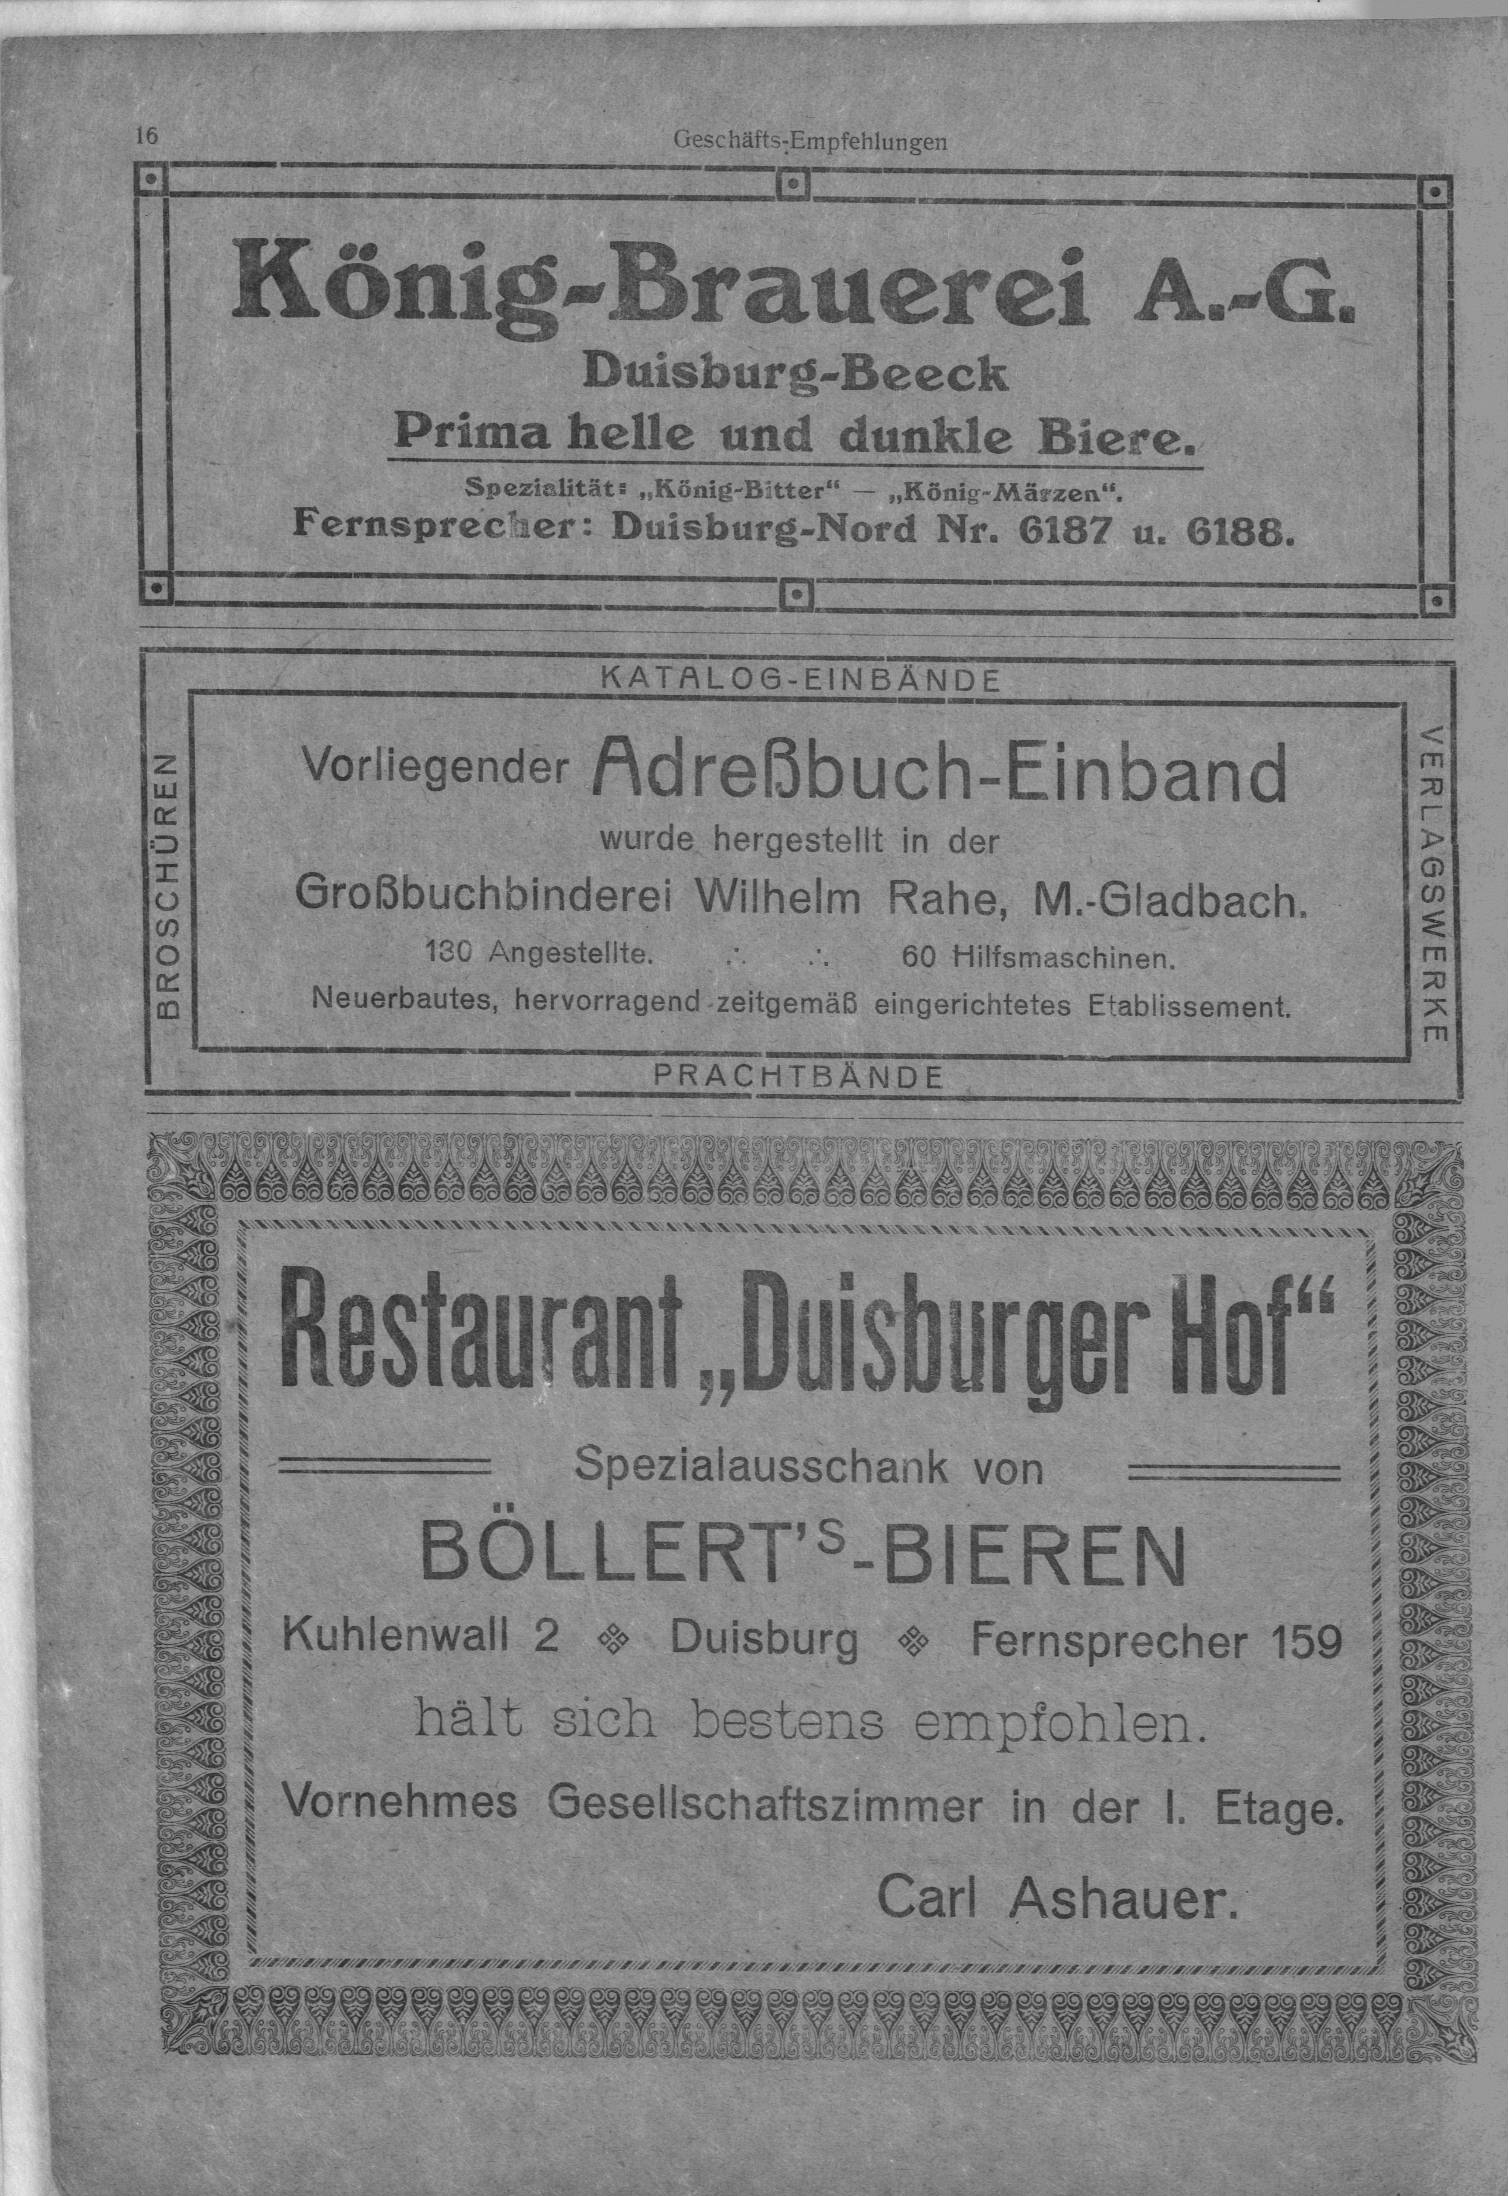 16
Geschäfts-Empfehlungen
König-Brauerei A.-G.
Duisburg-Beeck
Prima helle und dunkle Biere.
Spezialität: „König-Bitter“ — „König-Märzen“.
Fernsprecher: Duisburg-Nord Nr. 6187 u. 6188.
KATALOG-EINBÄNDE
BROSCHÜREN
Vorliegender Adreßbuch-Einband
wurde hergestellt in der
Großbuchbinderei Wilhelm Rahe, M.-Gladbach.
130 Angestellte. ∴ ∴ 60 Hilfsmaschinen.
Neuerbautes, hervorragend zeitgemäß eingerichtetes Etablissement.
VERLAGSWERKE
PRACHTBÄNDE
Restaurant „Duisburger Hof“
Spezialausschank von
BÖLLERT'S-BIEREN
Kuhlenwall 2 Duisburg Fernsprecher 159
hält sich bestens empfohlen.
Vornehmes Gesellschaftszimmer in der I. Etage.
Carl Ashauer.